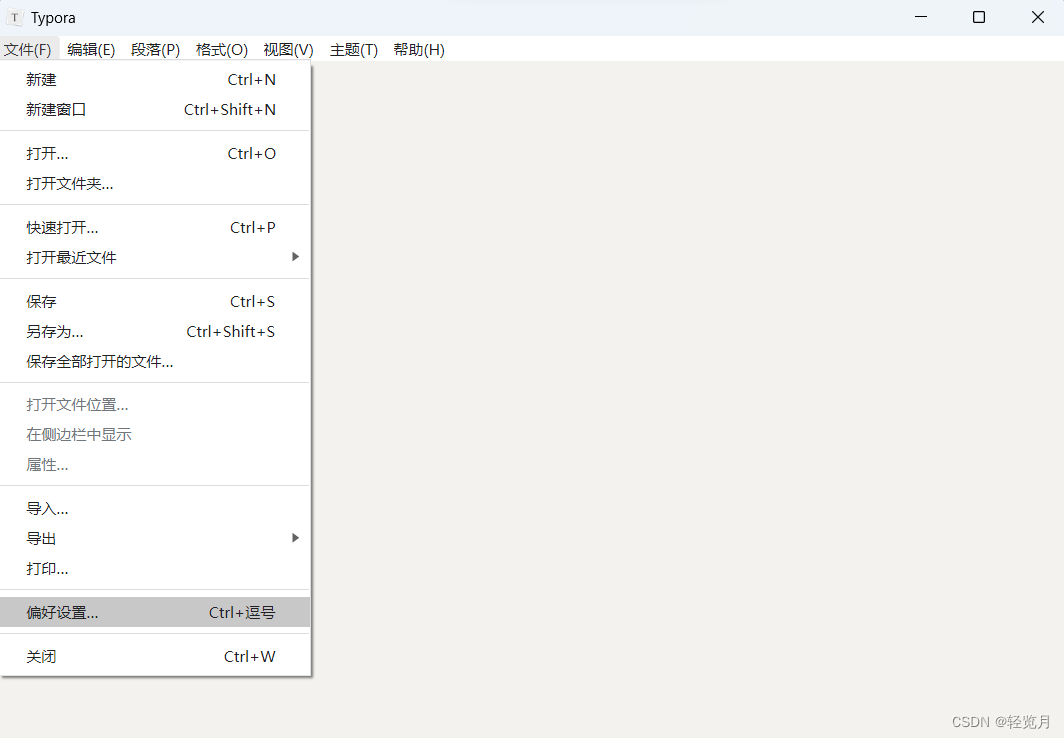 T Typora
文件(F) 编辑(E) 段落(P) 格式(O) 视图(V) 主题(T) 帮助(H)
新建 Ctrl+N
新建窗口 Ctrl+Shift+N
打开... Ctrl+O
打开文件夹...
快速打开... Ctrl+P
打开最近文件
保存 Ctrl+S
另存为... Ctrl+Shift+S
保存全部打开的文件...
打开文件位置...
在侧边栏中显示
属性...
导入...
导出
打印...
偏好设置... Ctrl+逗号
关闭 Ctrl+W
CSDN @轻览月